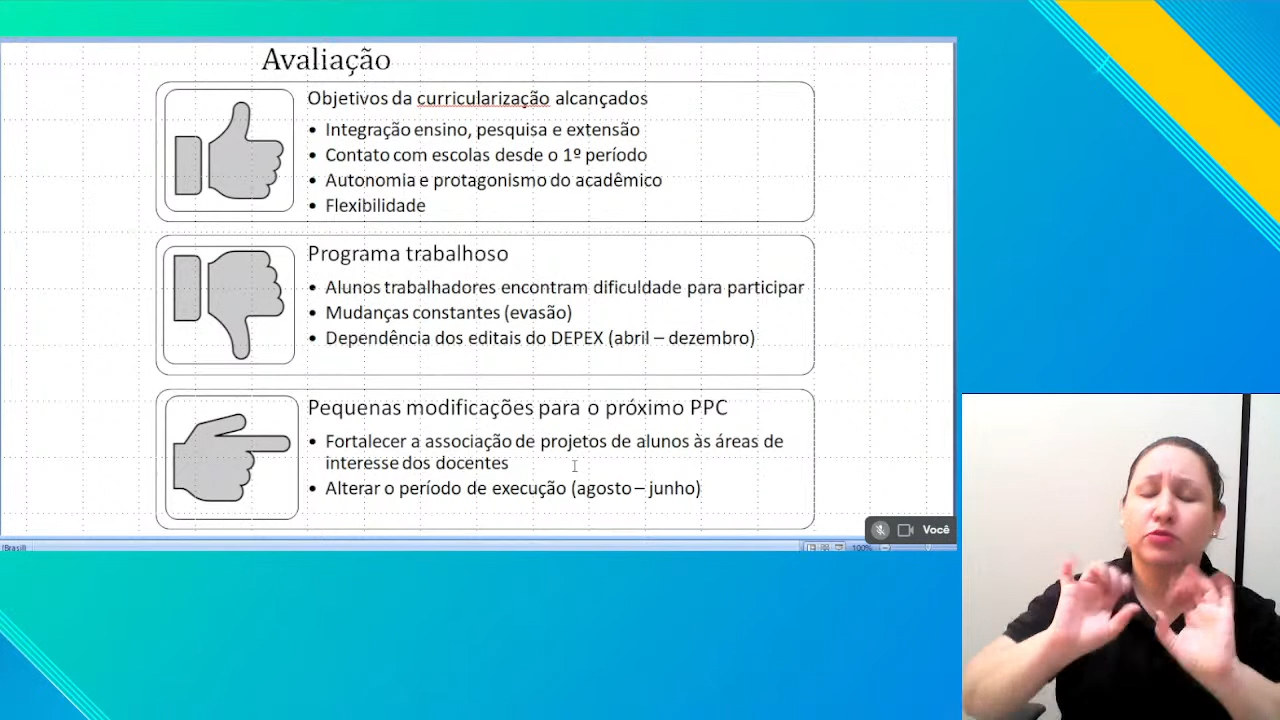 Avaliação
Objetivos da curricularização alcançados
• Integração ensino, pesquisa e extensão
• Contato com escolas desde o 1º período
• Autonomia e protagonismo do acadêmico
• Flexibilidade
Programa trabalhoso
• Alunos trabalhadores encontram dificuldade para participar
• Mudanças constantes (evasão)
• Dependência dos editais do DEPEX (abril – dezembro)
Pequenas modificações para o próximo PPC
• Fortalecer a associação de projetos de alunos às áreas de
interesse dos docentes
• Alterar o período de execução (agosto – junho)
Você
(Brasil)
100%